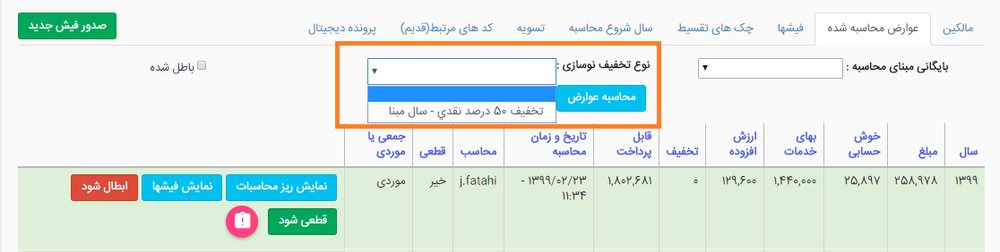 صدور فیش جدید
مالکین عوارض محاسبه شده فیشها چک های تقسیط سال شروع محاسبه تسویه کد های مرتبط(قدیم) پرونده دیجیتال
بایگانی مبنای محاسبه : نوع تخفیف نوسازی : باطل شده
محاسبه عوارض
تخفیف ۵۰ درصد نقدي - سال مبنا
سال مبلغ خوش حسابی بهای خدمات ارزش افزوده تخفیف قابل پرداخت تاریخ و زمان محاسبه محاسب قطعی جمعی یا موردی
۱۳۹۹ ۲۵۸,۹۷۸ ۲۵,۸۹۷ ۱,۴۴۰,۰۰۰ ۱۲۹,۶۰۰ ۰ ۱,۸۰۲,۶۸۱ ۱۳۹۹/۰۲/۲۳ - ۱۱:۳۴ j.fatahi خیر موردی نمایش ریز محاسبات نمایش فیشها ابطال شود
قطعی شود